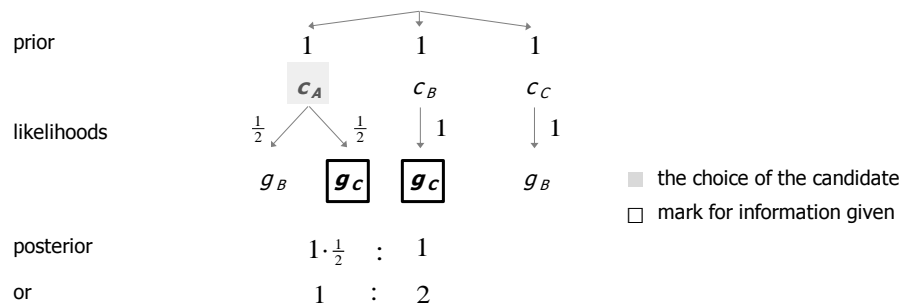 prior 1 1 1
c_A c_B c_C
likelihoods ½ ½ 1 1
g_B g_C g_C g_B
the choice of the candidate
mark for information given
posterior 1·½ : 1
or 1 : 2